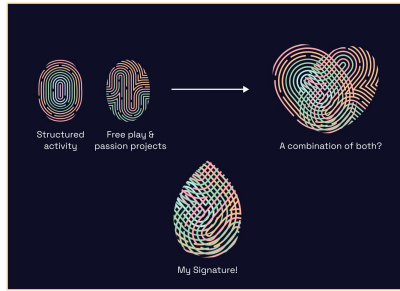 Structured
activity
Free play &
passion projects
A combination of both?
My Signature!